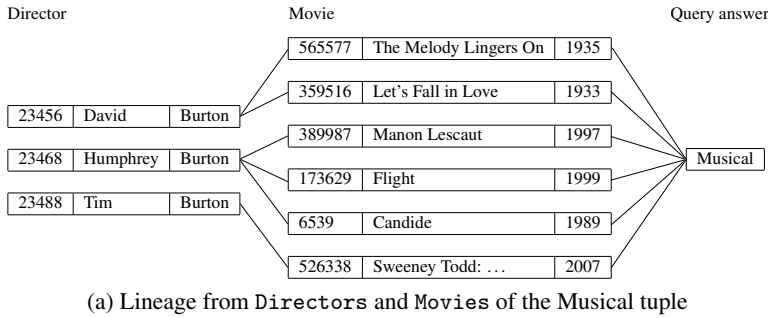 Director Movie Query answer
565577 The Melody Lingers On 1935
359516 Let's Fall in Love 1933
23456 David Burton
389987 Manon Lescaut 1997
23468 Humphrey Burton
Musical
173629 Flight 1999
23488 Tim Burton
6539 Candide 1989
526338 Sweeney Todd: ... 2007
(a) Lineage from Directors and Movies of the Musical tuple